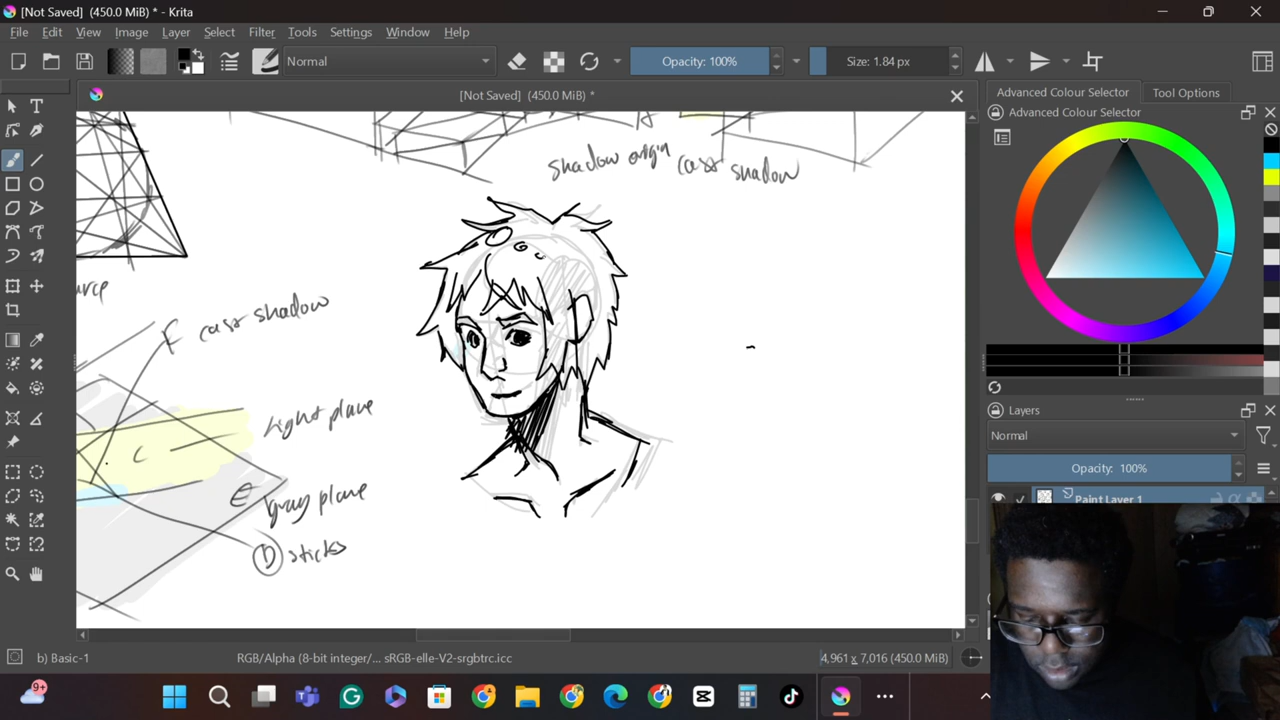 [Not Saved] (450.0 MiB) * - Krita
File Edit View Image Layer Select Filter Tools Settings Window Help
Normal
Opacity: 100%
Size: 1.84 px
[Not Saved] (450.0 MiB) *
Advanced Colour Selector
Tool Options
Advanced Colour Selector
shadow origin
cast shadow
urce
F cast shadow
Light plane
C
E
gray plane
D sticks
Layers
Normal
Opacity: 100%
Paint Layer 1
b) Basic-1
RGB/Alpha (8-bit integer/... sRGB-elle-V2-srgbtrc.icc
4,961 x 7,016 (450.0 MiB)
9+